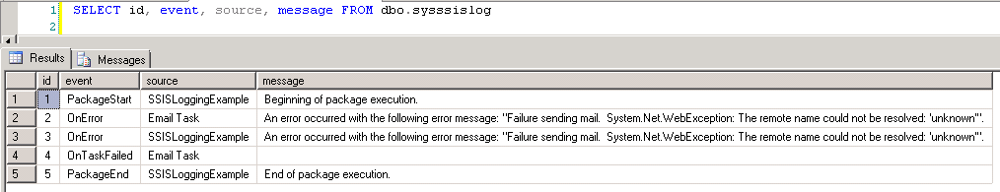 1 SELECT id, event, source, message FROM dbo.sysssislog
2
Results Messages
id event source message
1 1 PackageStart SSISLoggingExample Beginning of package execution.
2 2 OnError Email Task An error occurred with the following error message: "Failure sending mail.  System.Net.WebException: The remote name could not be resolved: 'unknown'".
3 3 OnError SSISLoggingExample An error occurred with the following error message: "Failure sending mail.  System.Net.WebException: The remote name could not be resolved: 'unknown'".
4 4 OnTaskFailed Email Task
5 5 PackageEnd SSISLoggingExample End of package execution.